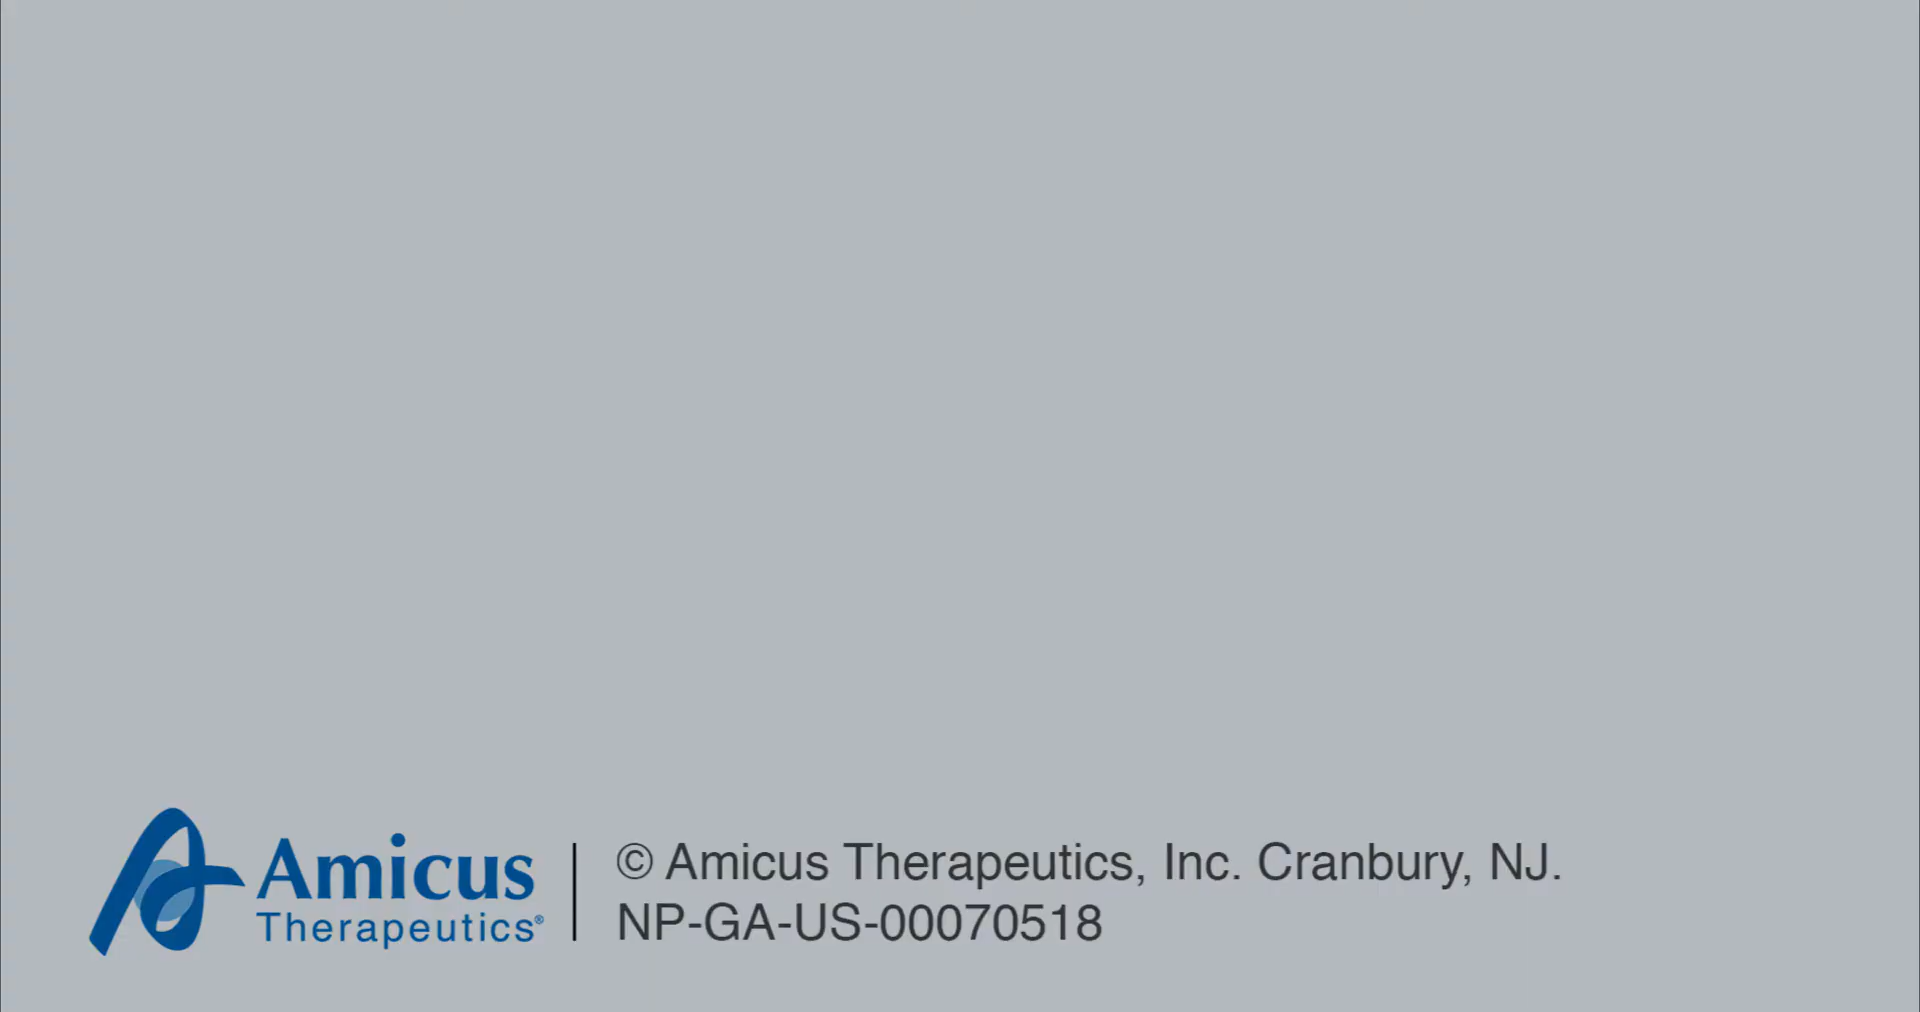 Amicus
Therapeutics®
© Amicus Therapeutics, Inc. Cranbury, NJ.
NP-GA-US-00070518